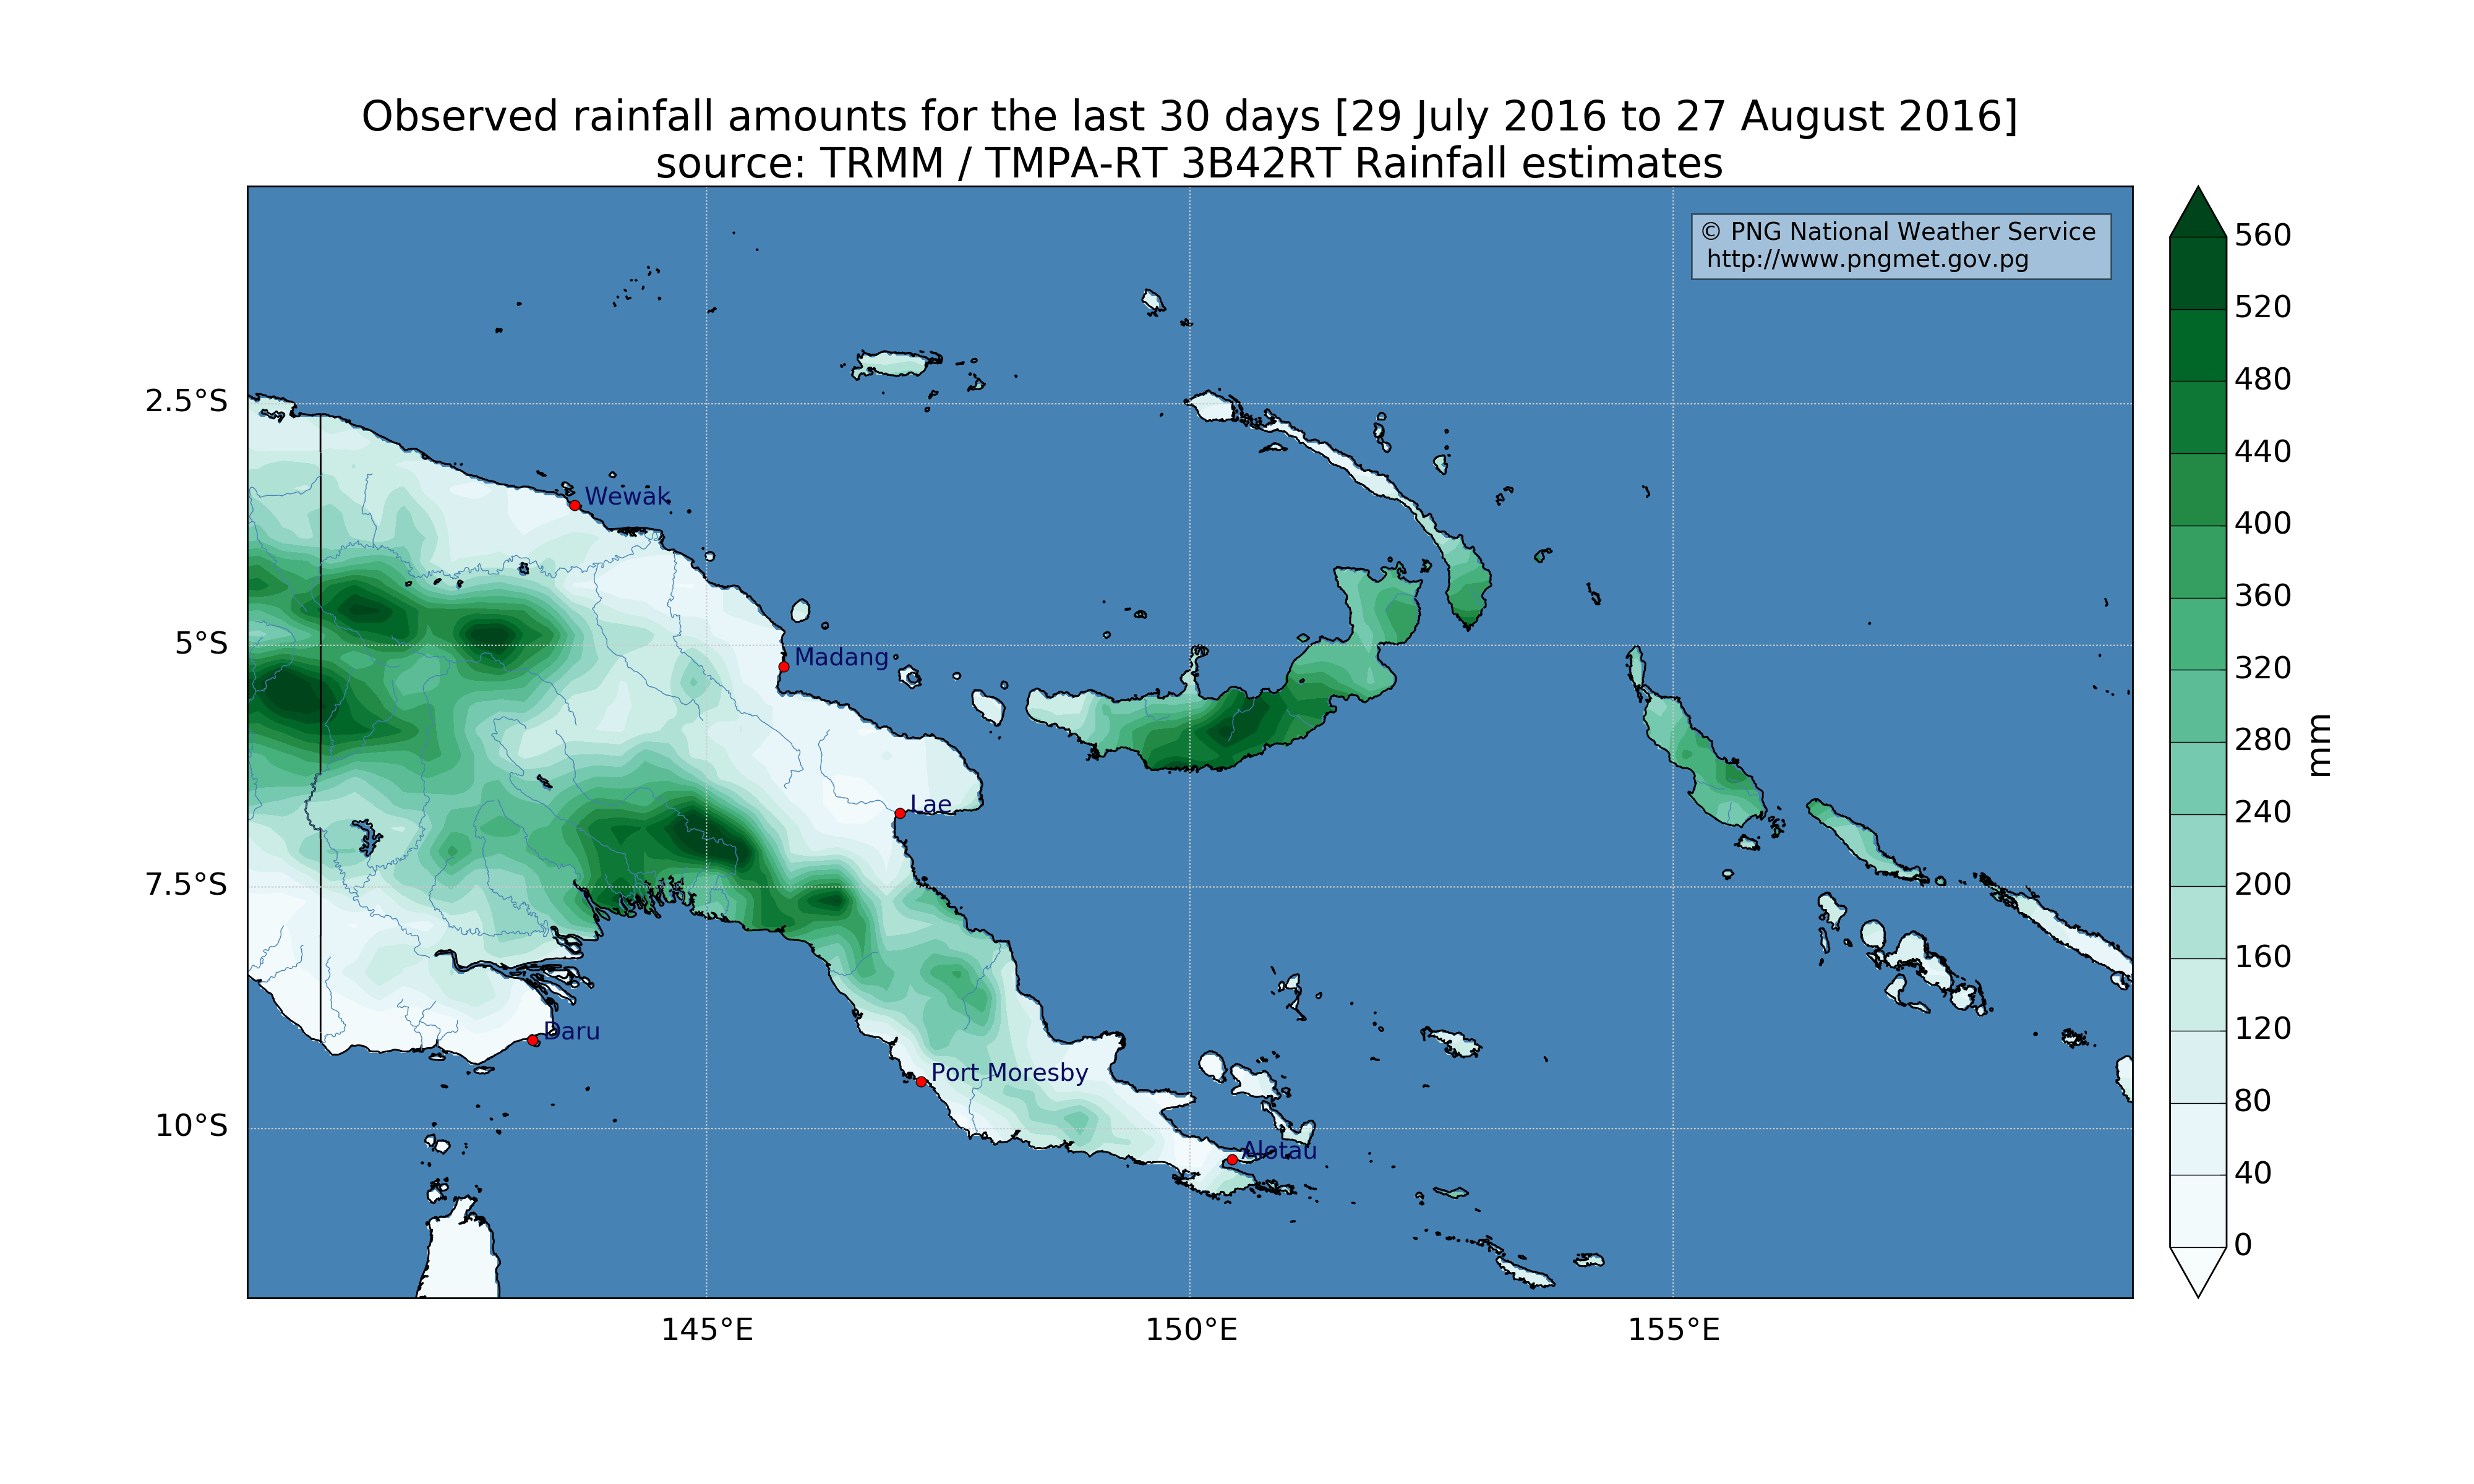 Observed rainfall amounts for the last 30 days [29 July 2016 to 27 August 2016]
source: TRMM / TMPA-RT 3B42RT Rainfall estimates
© PNG National Weather Service
http://www.pngmet.gov.pg
2.5°S
5°S
7.5°S
10°S
Wewak
Madang
Lae
Daru
Port Moresby
Alotau
145°E
150°E
155°E
560
520
480
440
400
360
320
280
240
200
160
120
80
40
0
mm